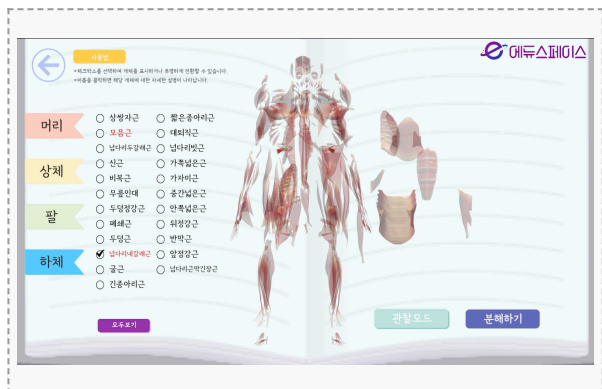 에듀스페이스
사용법
*체크박스를 선택하여 개체를 표시하거나 투명하게 전환할 수 있습니다.
*이름을 클릭하면 해당 개체에 대한 자세한 설명이 나타납니다.
머리
상체
팔
하체
상쌍자근
모음근
넙다리두갈래근
신근
비복근
무릎인대
두덩정강근
폐쇄근
두덩근
넙다리네갈래근
굴근
긴종아리근
짧은종아리근
대퇴직근
넙다리빗근
가쪽넓은근
가자미근
중간넓은근
안쪽넓은근
뒤정강근
반막근
앞정강근
넙다리근막긴장근
모두보기
관찰모드
분해하기